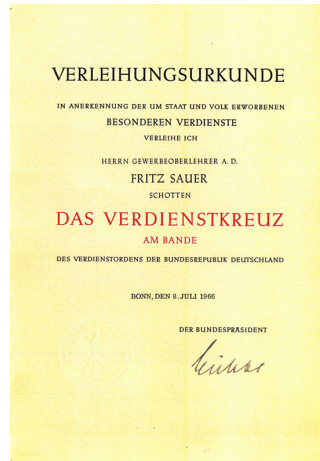 VERLEIHUNGSURKUNDE
IN ANERKENNUNG DER UM STAAT UND VOLK ERWORBENEN
BESONDEREN VERDIENSTE
VERLEIHE ICH
HERRN GEWERBEOBERLEHRER A. D.
FRITZ SAUER
SCHOTTEN
DAS VERDIENSTKREUZ
AM BANDE
DES VERDIENSTORDENS DER BUNDESREPUBLIK DEUTSCHLAND
BONN, DEN 8. JULI 1966
DER BUNDESPRÄSIDENT